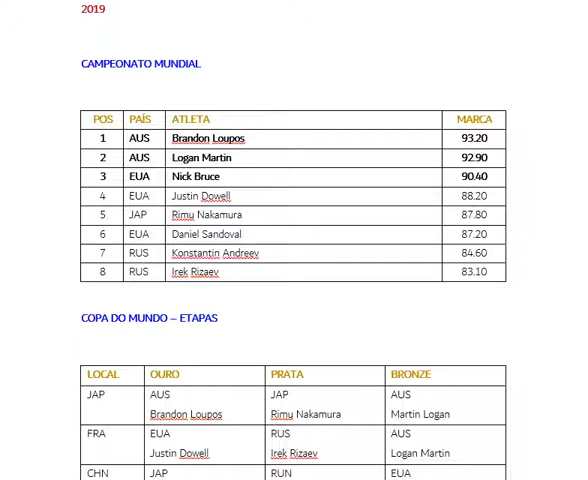 2019
CAMPEONATO MUNDIAL
POS PAÍS ATLETA MARCA
1 AUS Brandon Loupos 93.20
2 AUS Logan Martin 92.90
3 EUA Nick Bruce 90.40
4 EUA Justin Dowell 88.20
5 JAP Rimu Nakamura 87.80
6 EUA Daniel Sandoval 87.20
7 RUS Konstantin Andreev 84.60
8 RUS Irek Rizaev 83.10
COPA DO MUNDO – ETAPAS
LOCAL OURO PRATA BRONZE
JAP AUS JAP AUS
Brandon Loupos Rimu Nakamura Martin Logan
FRA EUA RUS AUS
Justin Dowell Irek Rizaev Logan Martin
CHN JAP RUN EUA